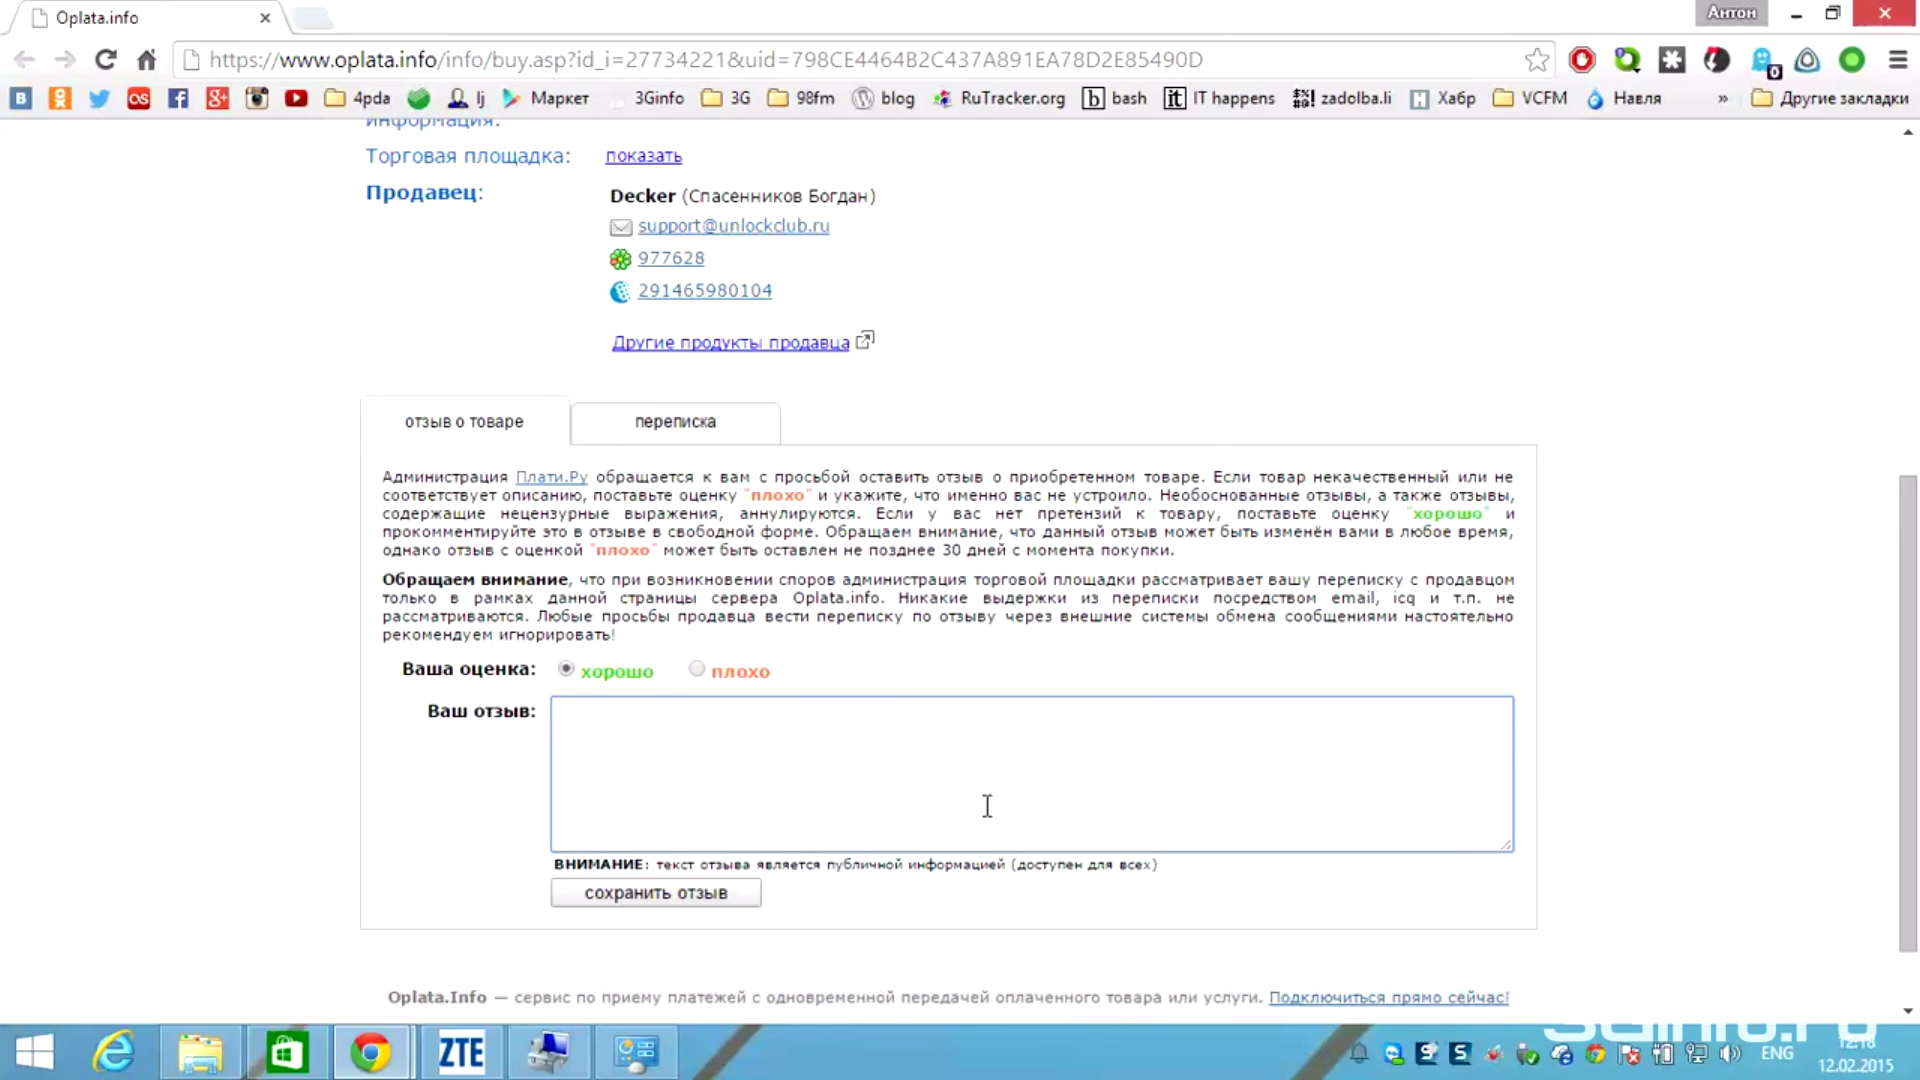 Oplata.info
Антон
https://www.oplata.info/info/buy.asp?id_i=27734221&uid=798CE4464B2C437A891EA78D2E85490D
4pda lj Маркет 3Ginfo 3G 98fm blog RuTracker.org bash IT happens zadolba.li Хабр VCFM Навля » Другие закладки
информация:
Торговая площадка: показать
Продавец: Decker (Спасенников Богдан)
support@unlockclub.ru
977628
291465980104
Другие продукты продавца
отзыв о товаре переписка
Администрация Плати.Ру обращается к вам с просьбой оставить отзыв о приобретенном товаре. Если товар некачественный или не
соответствует описанию, поставьте оценку "плохо" и укажите, что именно вас не устроило. Необоснованные отзывы, а также отзывы,
содержащие нецензурные выражения, аннулируются. Если у вас нет претензий к товару, поставьте оценку "хорошо" и
прокомментируйте это в отзыве в свободной форме. Обращаем внимание, что данный отзыв может быть изменён вами в любое время,
однако отзыв с оценкой "плохо" может быть оставлен не позднее 30 дней с момента покупки.
Обращаем внимание, что при возникновении споров администрация торговой площадки рассматривает вашу переписку с продавцом
только в рамках данной страницы сервера Oplata.info. Никакие выдержки из переписки посредством email, icq и т.п. не
рассматриваются. Любые просьбы продавца вести переписку по отзыву через внешние системы обмена сообщениями настоятельно
рекомендуем игнорировать!
Ваша оценка: хорошо плохо
Ваш отзыв:
ВНИМАНИЕ: текст отзыва является публичной информацией (доступен для всех)
сохранить отзыв
Oplata.Info — сервис по приему платежей с одновременной передачей оплаченного товара или услуги. Подключиться прямо сейчас!
3Ginfo.ru
ZTE
ENG
12:18
12.02.2015